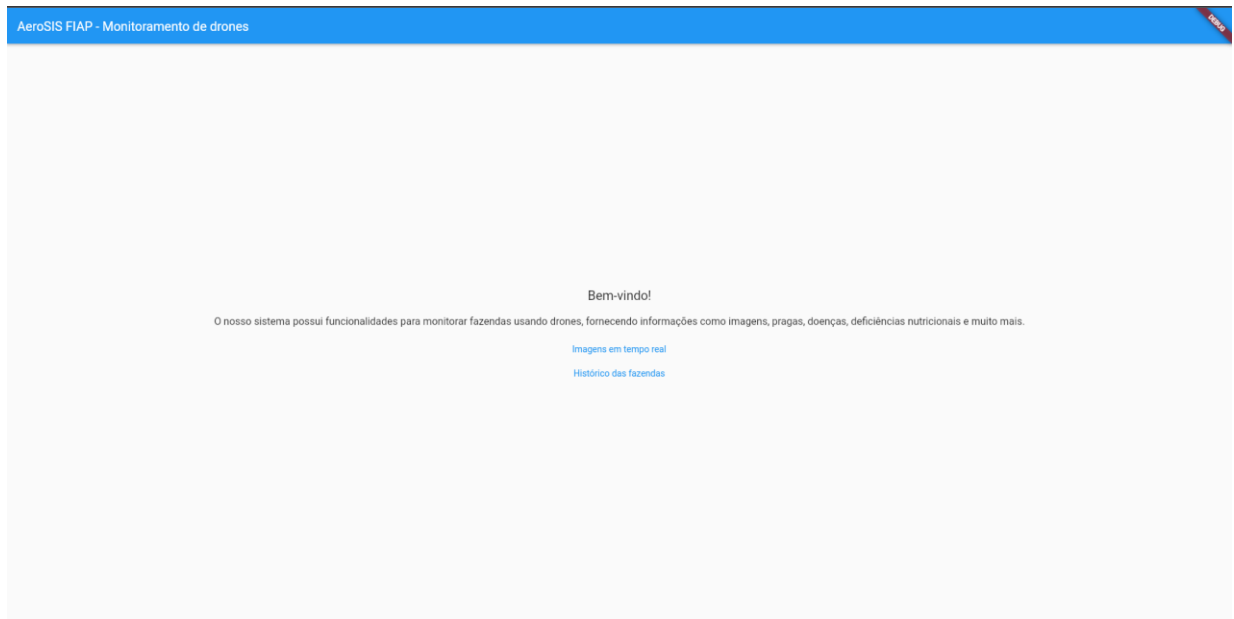 AeroSIS FIAP - Monitoramento de drones
DEBUG
Bem-vindo!
O nosso sistema possui funcionalidades para monitorar fazendas usando drones, fornecendo informações como imagens, pragas, doenças, deficiências nutricionais e muito mais.
Imagens em tempo real
Histórico das fazendas